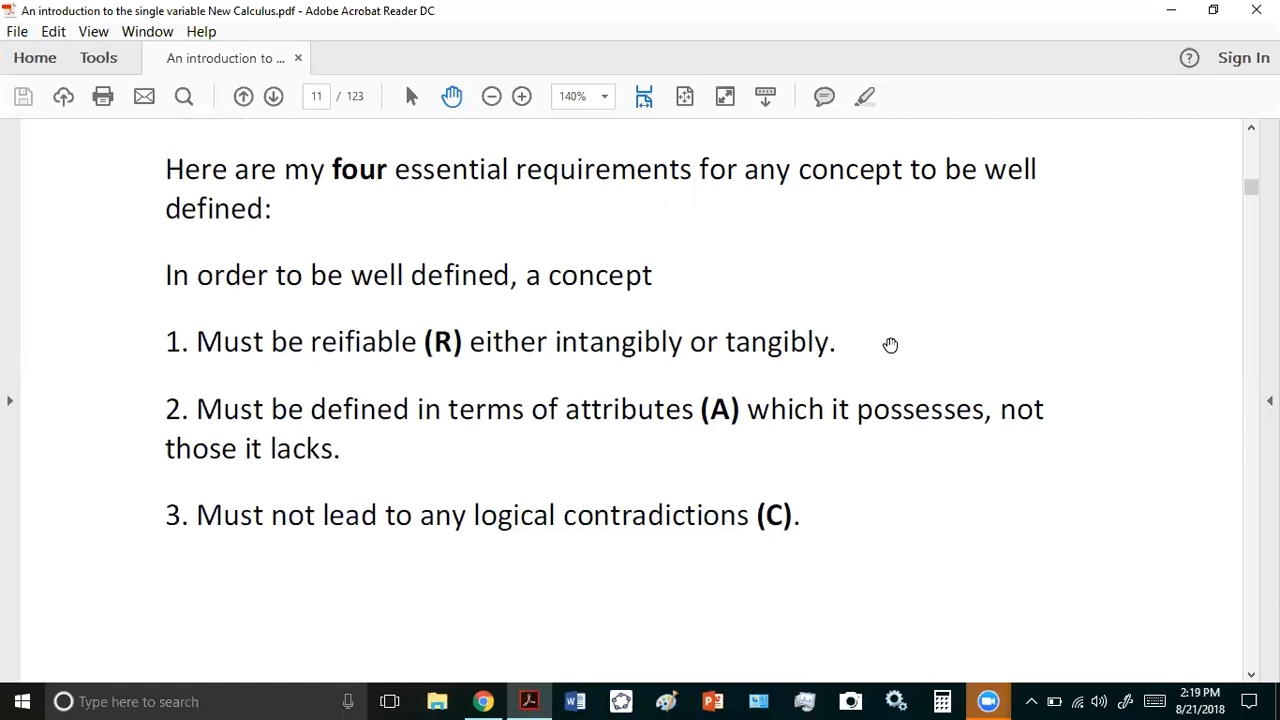 An introduction to the single variable New Calculus.pdf - Adobe Acrobat Reader DC
File Edit View Window Help
Home Tools An introduction to ... × Sign In
11 / 123 140%
Here are my four essential requirements for any concept to be well
defined:
In order to be well defined, a concept
1. Must be reifiable (R) either intangibly or tangibly.
2. Must be defined in terms of attributes (A) which it possesses, not
those it lacks.
3. Must not lead to any logical contradictions (C).
Type here to search
2:19 PM
8/21/2018